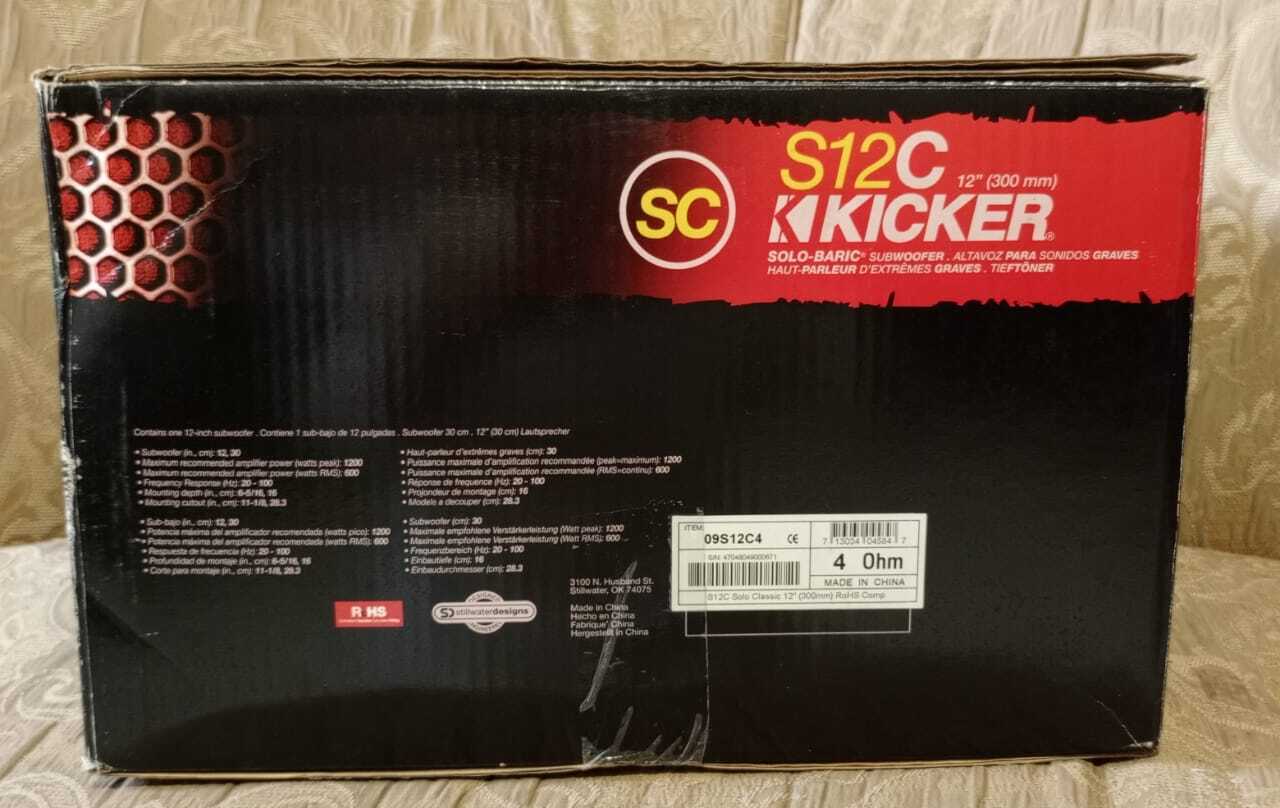 S12C 12" (300 mm)
SC
KICKER®
SOLO-BARIC® SUBWOOFER . ALTAVOZ PARA SONIDOS GRAVES
HAUT-PARLEUR D'EXTRÊMES GRAVES . TIEFTÖNER
Contains one 12-inch subwoofer . Contiene 1 sub-bajo de 12 pulgadas . Subwoofer 30 cm , 12" (30 cm) Lautsprecher
• Subwoofer (in., cm): 12, 30
• Maximum recommended amplifier power (watts peak): 1200
• Maximum recommended amplifier power (watts RMS): 600
• Frequency Response (Hz): 20 - 100
• Mounting depth (in., cm): 6-5/16, 16
• Mounting cutout (in., cm): 11-1/8, 28.3
• Haut-parleur d'extrêmes graves (cm): 30
• Puissance maximale d'amplification recommandée (peak=maximum): 1200
• Puissance maximale d'amplification recommandée (RMS=continu): 600
• Réponse de frequence (Hz): 20 - 100
• Projondeur de montage (cm): 16
• Modele a decouper (cm): 28.3
• Sub-bajo (in., cm): 12, 30
• Potencia máxima del amplificador recomendada (watts pico): 1200
• Potencia máxima del amplificador recomendada (watts RMS): 600
• Respuesta de frecuencia (Hz): 20 - 100
• Profundidad de montaje (in., cm): 6-5/16, 16
• Corte para montaje (in., cm): 11-1/8, 28.3
• Subwoofer (cm): 30
• Maximale empfohlene Verstärkerleistung (Watt peak): 1200
• Maximale empfohlene Verstärkerleistung (Watt RMS): 600
• Frequenzbereich (Hz): 20 - 100
• Einbautiefe (cm): 16
• Einbaudurchmesser (cm): 28.3
3100 N. Husband St.
Stillwater, OK 74075
Made in China
Hecho en China
Fabriqué China
Hergestellt in China
RoHS
SD stillwaterdesigns
ITEM
09S12C4 CE
7 13034 10458 4 7
S/N: 47048049000671
4 Ohm
MADE IN CHINA
S12C Solo Classic 12" (300mm) RoHS Comp